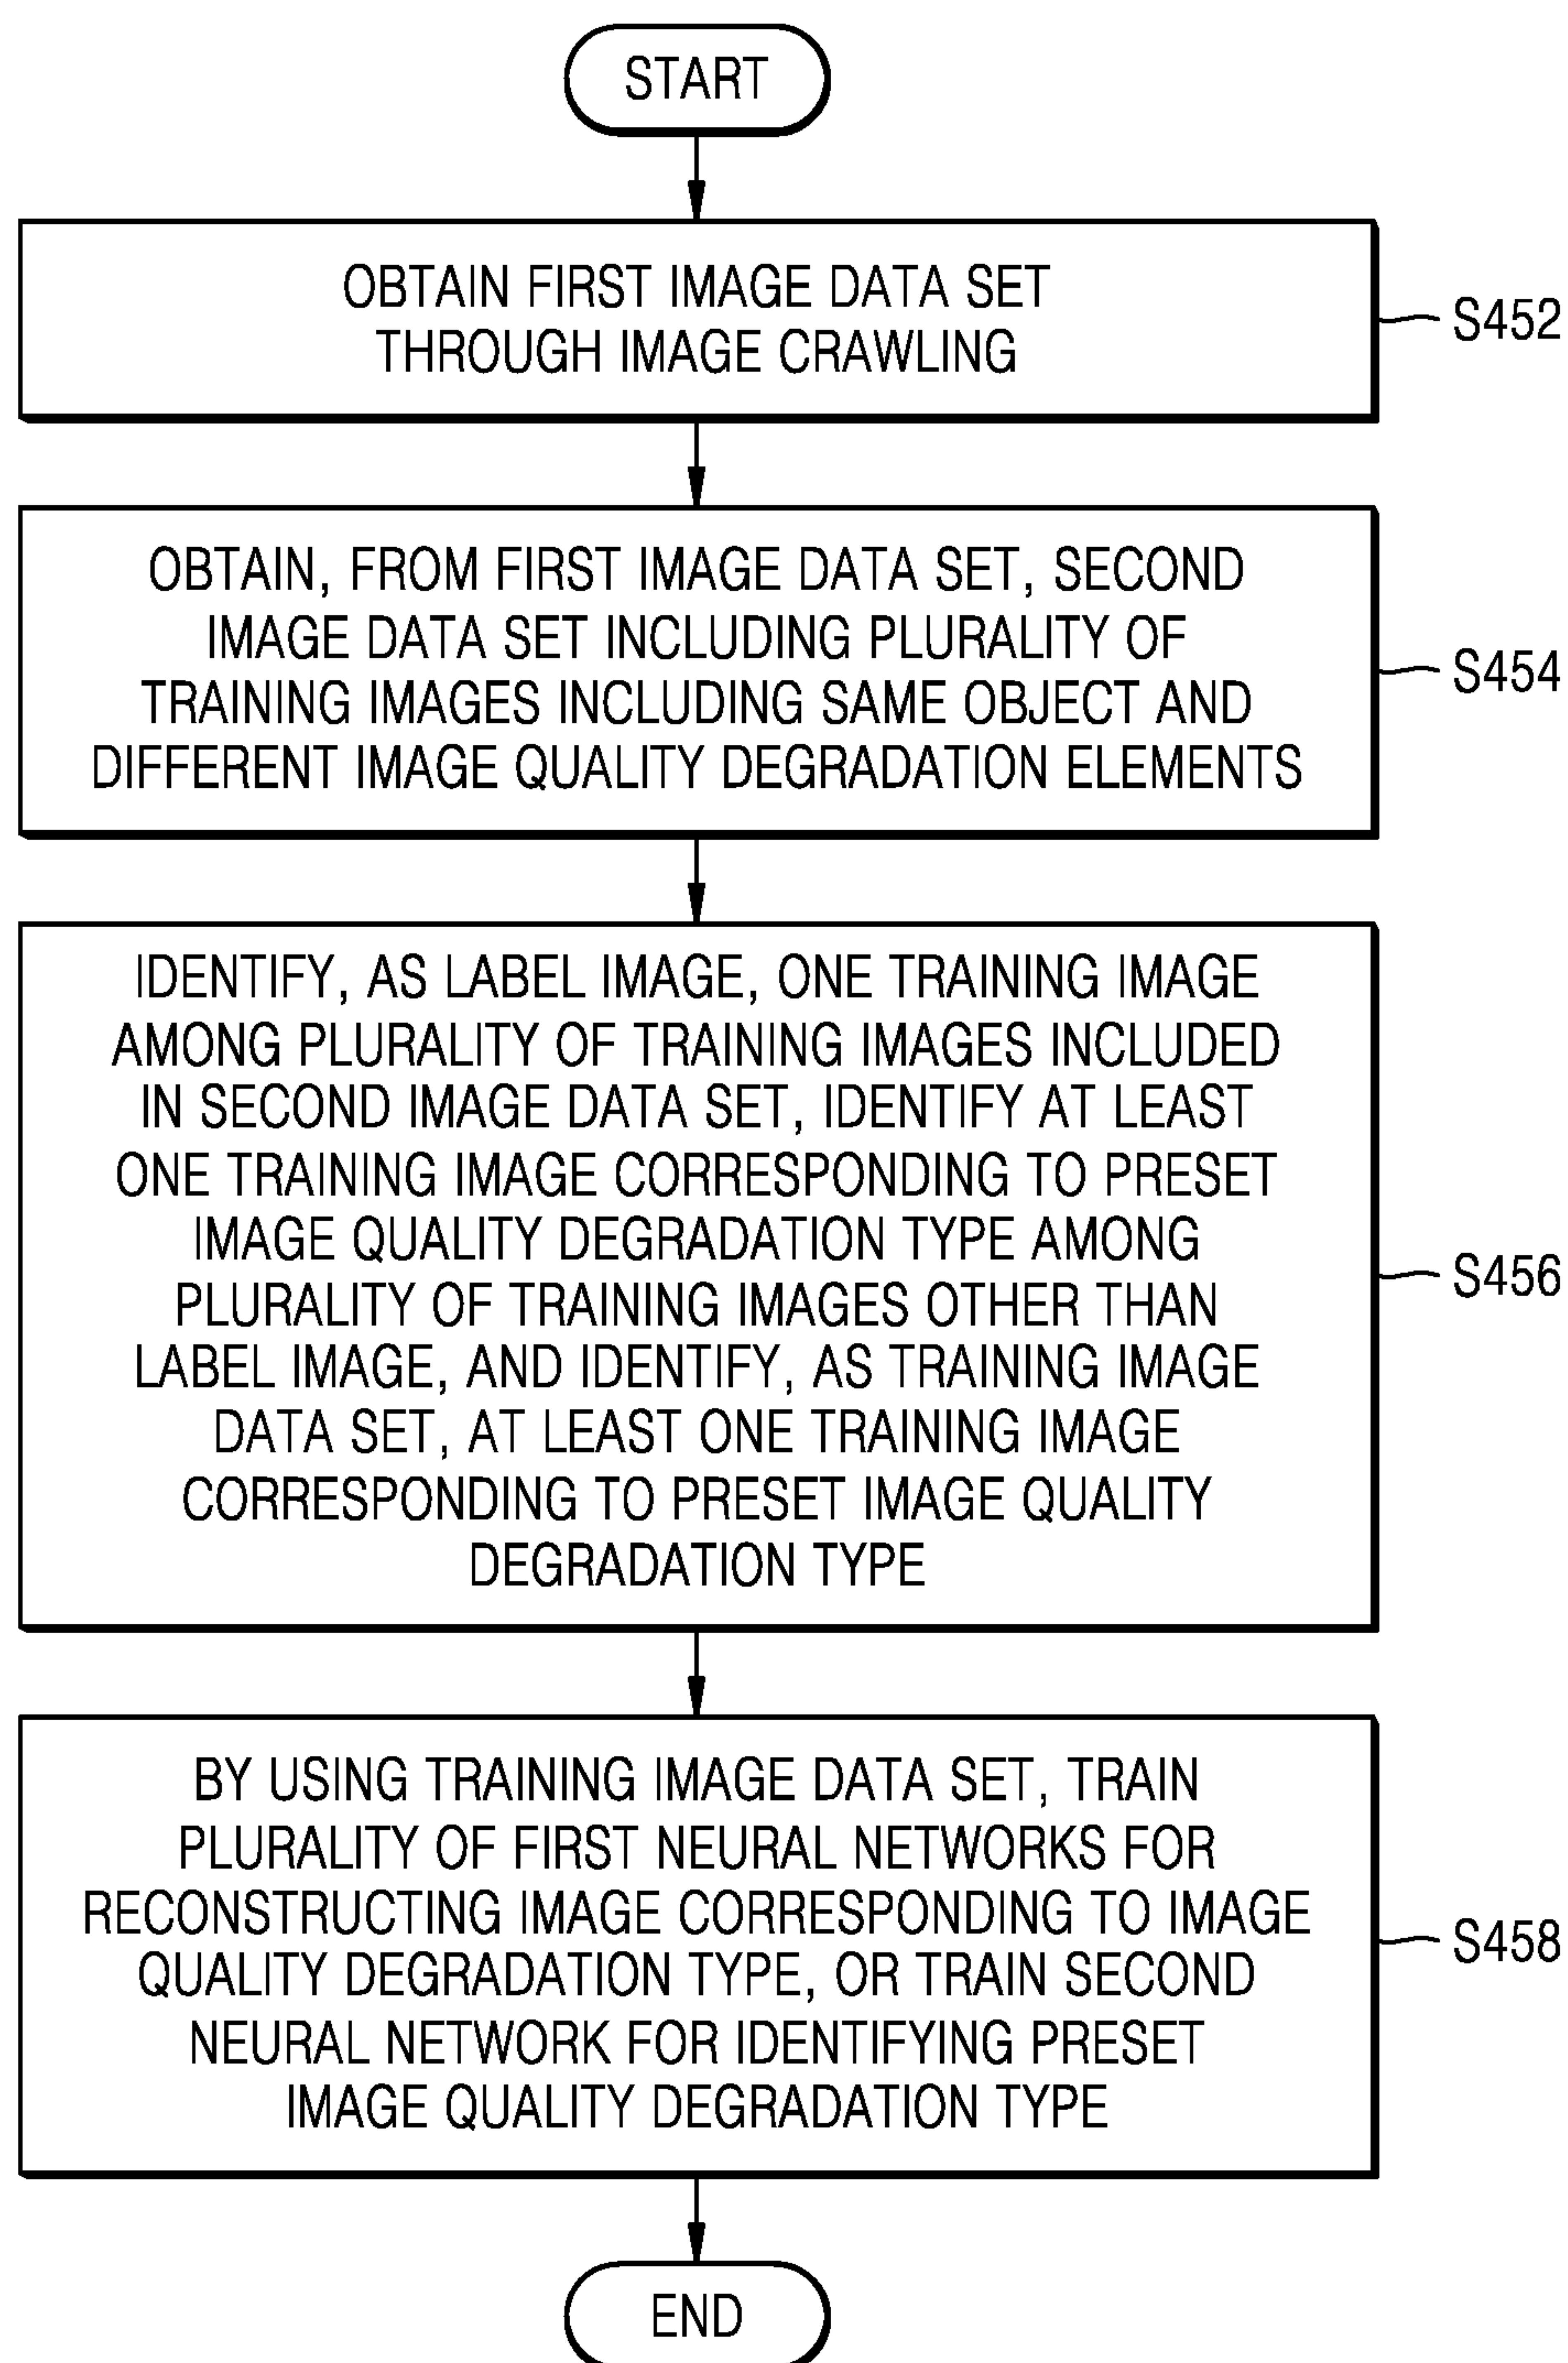 START
OBTAIN FIRST IMAGE DATA SET
THROUGH IMAGE CRAWLING
S452
OBTAIN, FROM FIRST IMAGE DATA SET, SECOND
IMAGE DATA SET INCLUDING PLURALITY OF
TRAINING IMAGES INCLUDING SAME OBJECT AND
DIFFERENT IMAGE QUALITY DEGRADATION ELEMENTS
S454
IDENTIFY, AS LABEL IMAGE, ONE TRAINING IMAGE
AMONG PLURALITY OF TRAINING IMAGES INCLUDED
IN SECOND IMAGE DATA SET, IDENTIFY AT LEAST
ONE TRAINING IMAGE CORRESPONDING TO PRESET
IMAGE QUALITY DEGRADATION TYPE AMONG
PLURALITY OF TRAINING IMAGES OTHER THAN
LABEL IMAGE, AND IDENTIFY, AS TRAINING IMAGE
DATA SET, AT LEAST ONE TRAINING IMAGE
CORRESPONDING TO PRESET IMAGE QUALITY
DEGRADATION TYPE
S456
BY USING TRAINING IMAGE DATA SET, TRAIN
PLURALITY OF FIRST NEURAL NETWORKS FOR
RECONSTRUCTING IMAGE CORRESPONDING TO IMAGE
QUALITY DEGRADATION TYPE, OR TRAIN SECOND
NEURAL NETWORK FOR IDENTIFYING PRESET
IMAGE QUALITY DEGRADATION TYPE
S458
END